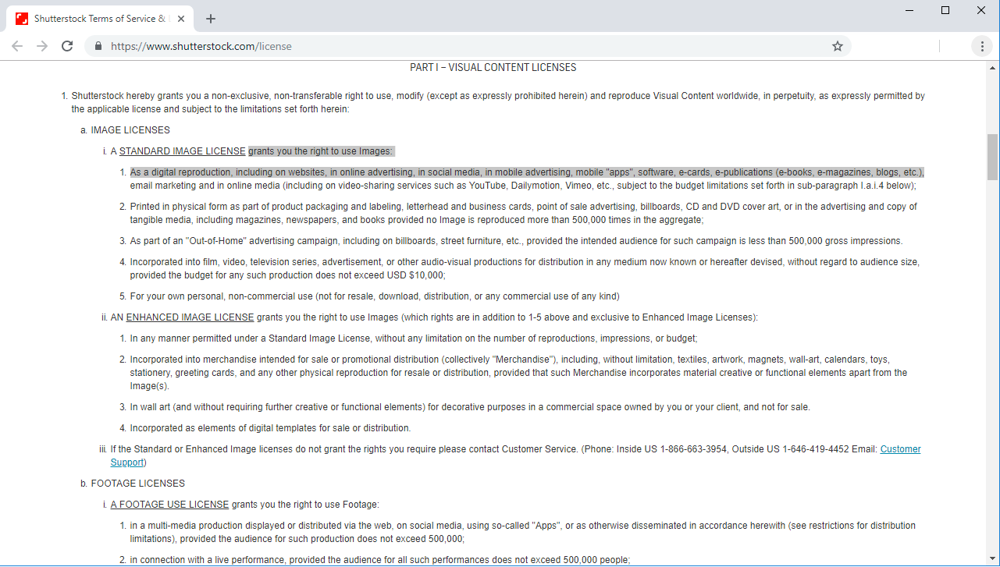 Shutterstock Terms of Service &
https://www.shutterstock.com/license
PART I – VISUAL CONTENT LICENSES
1. Shutterstock hereby grants you a non-exclusive, non-transferable right to use, modify (except as expressly prohibited herein) and reproduce Visual Content worldwide, in perpetuity, as expressly permitted by
the applicable license and subject to the limitations set forth herein:
a. IMAGE LICENSES
i. A STANDARD IMAGE LICENSE grants you the right to use Images:
1. As a digital reproduction, including on websites, in online advertising, in social media, in mobile advertising, mobile "apps", software, e-cards, e-publications (e-books, e-magazines, blogs, etc.),
email marketing and in online media (including on video-sharing services such as YouTube, Dailymotion, Vimeo, etc., subject to the budget limitations set forth in sub-paragraph I.a.i.4 below);
2. Printed in physical form as part of product packaging and labeling, letterhead and business cards, point of sale advertising, billboards, CD and DVD cover art, or in the advertising and copy of
tangible media, including magazines, newspapers, and books provided no Image is reproduced more than 500,000 times in the aggregate;
3. As part of an "Out-of-Home" advertising campaign, including on billboards, street furniture, etc., provided the intended audience for such campaign is less than 500,000 gross impressions.
4. Incorporated into film, video, television series, advertisement, or other audio-visual productions for distribution in any medium now known or hereafter devised, without regard to audience size,
provided the budget for any such production does not exceed USD $10,000;
5. For your own personal, non-commercial use (not for resale, download, distribution, or any commercial use of any kind)
ii. AN ENHANCED IMAGE LICENSE grants you the right to use Images (which rights are in addition to 1-5 above and exclusive to Enhanced Image Licenses):
1. In any manner permitted under a Standard Image License, without any limitation on the number of reproductions, impressions, or budget;
2. Incorporated into merchandise intended for sale or promotional distribution (collectively "Merchandise"), including, without limitation, textiles, artwork, magnets, wall-art, calendars, toys,
stationery, greeting cards, and any other physical reproduction for resale or distribution, provided that such Merchandise incorporates material creative or functional elements apart from the
Image(s).
3. In wall art (and without requiring further creative or functional elements) for decorative purposes in a commercial space owned by you or your client, and not for sale.
4. Incorporated as elements of digital templates for sale or distribution.
iii. If the Standard or Enhanced Image licenses do not grant the rights you require please contact Customer Service. (Phone: Inside US 1-866-663-3954, Outside US 1-646-419-4452 Email: Customer
Support)
b. FOOTAGE LICENSES
i. A FOOTAGE USE LICENSE grants you the right to use Footage:
1. in a multi-media production displayed or distributed via the web, on social media, using so-called "Apps", or as otherwise disseminated in accordance herewith (see restrictions for distribution
limitations), provided the audience for such production does not exceed 500,000;
2. in connection with a live performance, provided the audience for all such performances does not exceed 500,000 people;